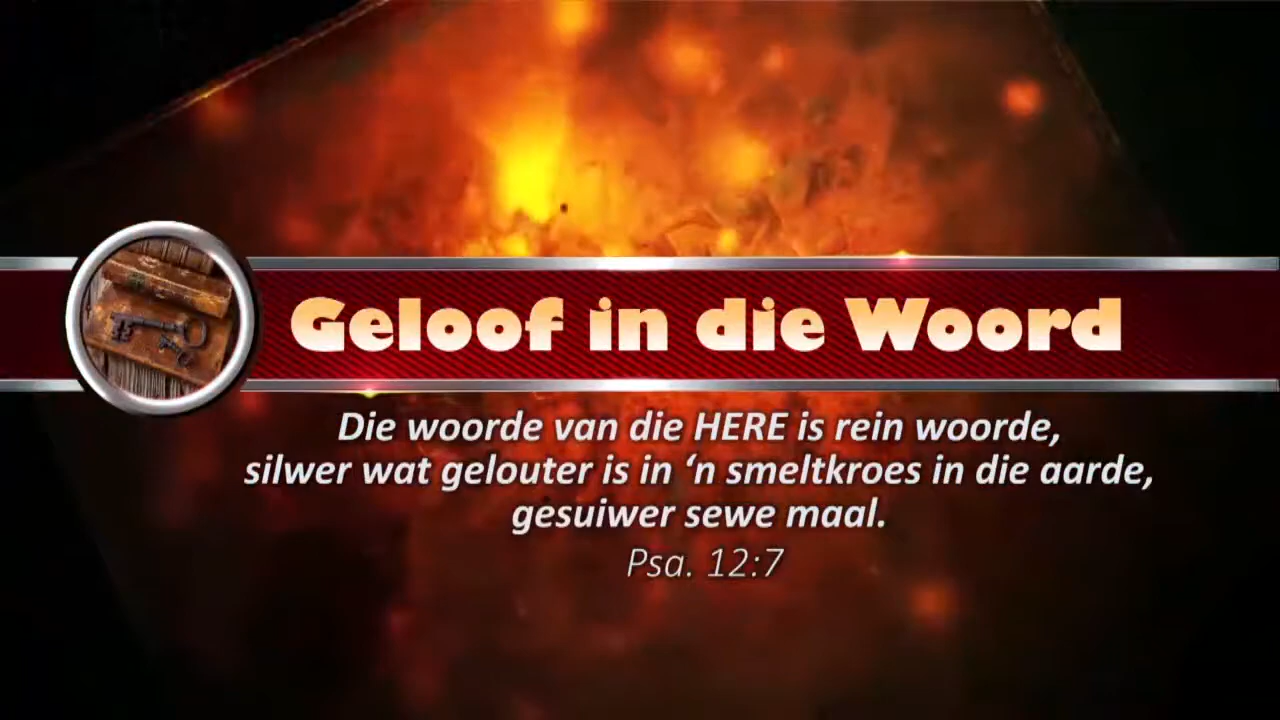 Geloof in die Woord
Die woorde van die HERE is rein woorde,
silwer wat gelouter is in ‘n smeltkroes in die aarde,
gesuiwer sewe maal.
Psa. 12:7